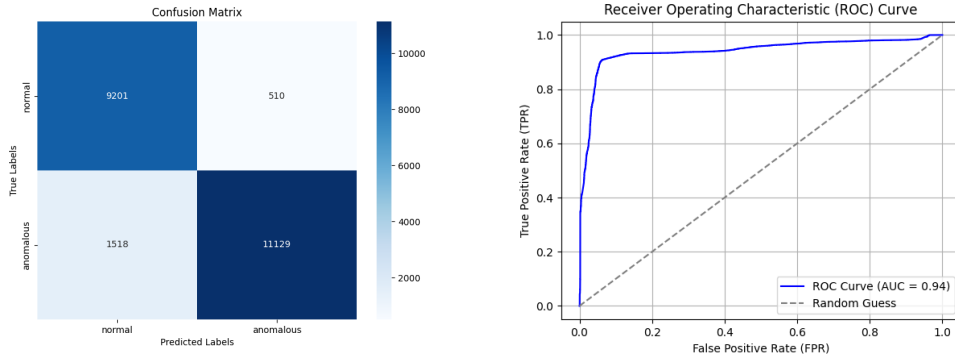 Confusion Matrix
normal
anomalous
True Labels
9201
510
1518
11129
normal
anomalous
Predicted Labels
10000
8000
6000
4000
2000
Receiver Operating Characteristic (ROC) Curve
True Positive Rate (TPR)
1.0
0.8
0.6
0.4
0.2
0.0
0.0
0.2
0.4
0.6
0.8
1.0
False Positive Rate (FPR)
ROC Curve (AUC = 0.94)
Random Guess